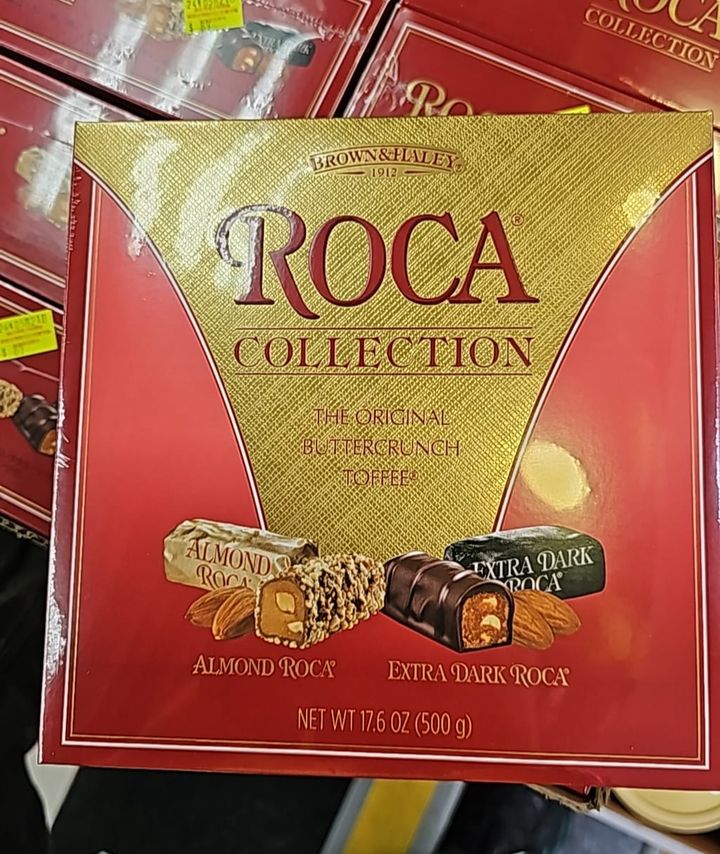 COLLECTION
BROWN&HALEY®
1912
ROCA®
COLLECTION
THE ORIGINAL
BUTTERCRUNCH
TOFFEE®
ALMOND
ROCA®
EXTRA DARK
ROCA®
ALMOND ROCA®
EXTRA DARK ROCA®
NET WT 17.6 OZ (500 g)